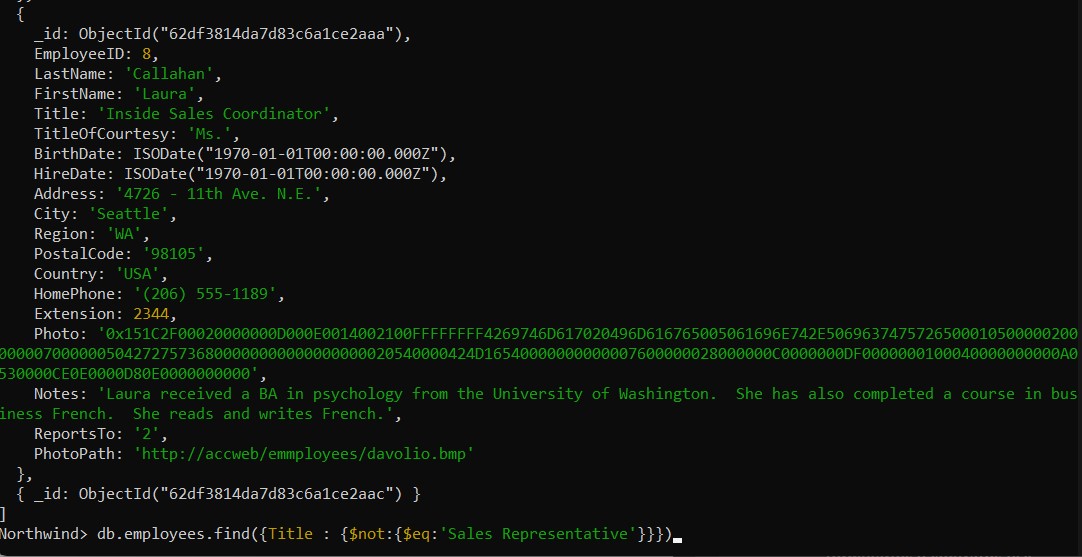 {
_id: ObjectId("62df3814da7d83c6a1ce2aaa"),
EmployeeID: 8,
LastName: 'Callahan',
FirstName: 'Laura',
Title: 'Inside Sales Coordinator',
TitleOfCourtesy: 'Ms.',
BirthDate: ISODate("1970-01-01T00:00:00.000Z"),
HireDate: ISODate("1970-01-01T00:00:00.000Z"),
Address: '4726 - 11th Ave. N.E.',
City: 'Seattle',
Region: 'WA',
PostalCode: '98105',
Country: 'USA',
HomePhone: '(206) 555-1189',
Extension: 2344,
Photo: '0x151C2F00020000000D000E0014002100FFFFFFFF4269746D617020496D616765005061696E742E5069637475726500010500000200
0000070000005042727573680000000000000000020540000424D16540000000000007600000028000000C0000000DF0000000100040000000000A0
530000CE0E0000D80E0000000000',
Notes: 'Laura received a BA in psychology from the University of Washington.  She has also completed a course in bus
iness French.  She reads and writes French.',
ReportsTo: '2',
PhotoPath: 'http://accweb/emmployees/davolio.bmp'
},
{ _id: ObjectId("62df3814da7d83c6a1ce2aac") }
]
Northwind> db.employees.find({Title : {$not:{$eq:'Sales Representative'}}})